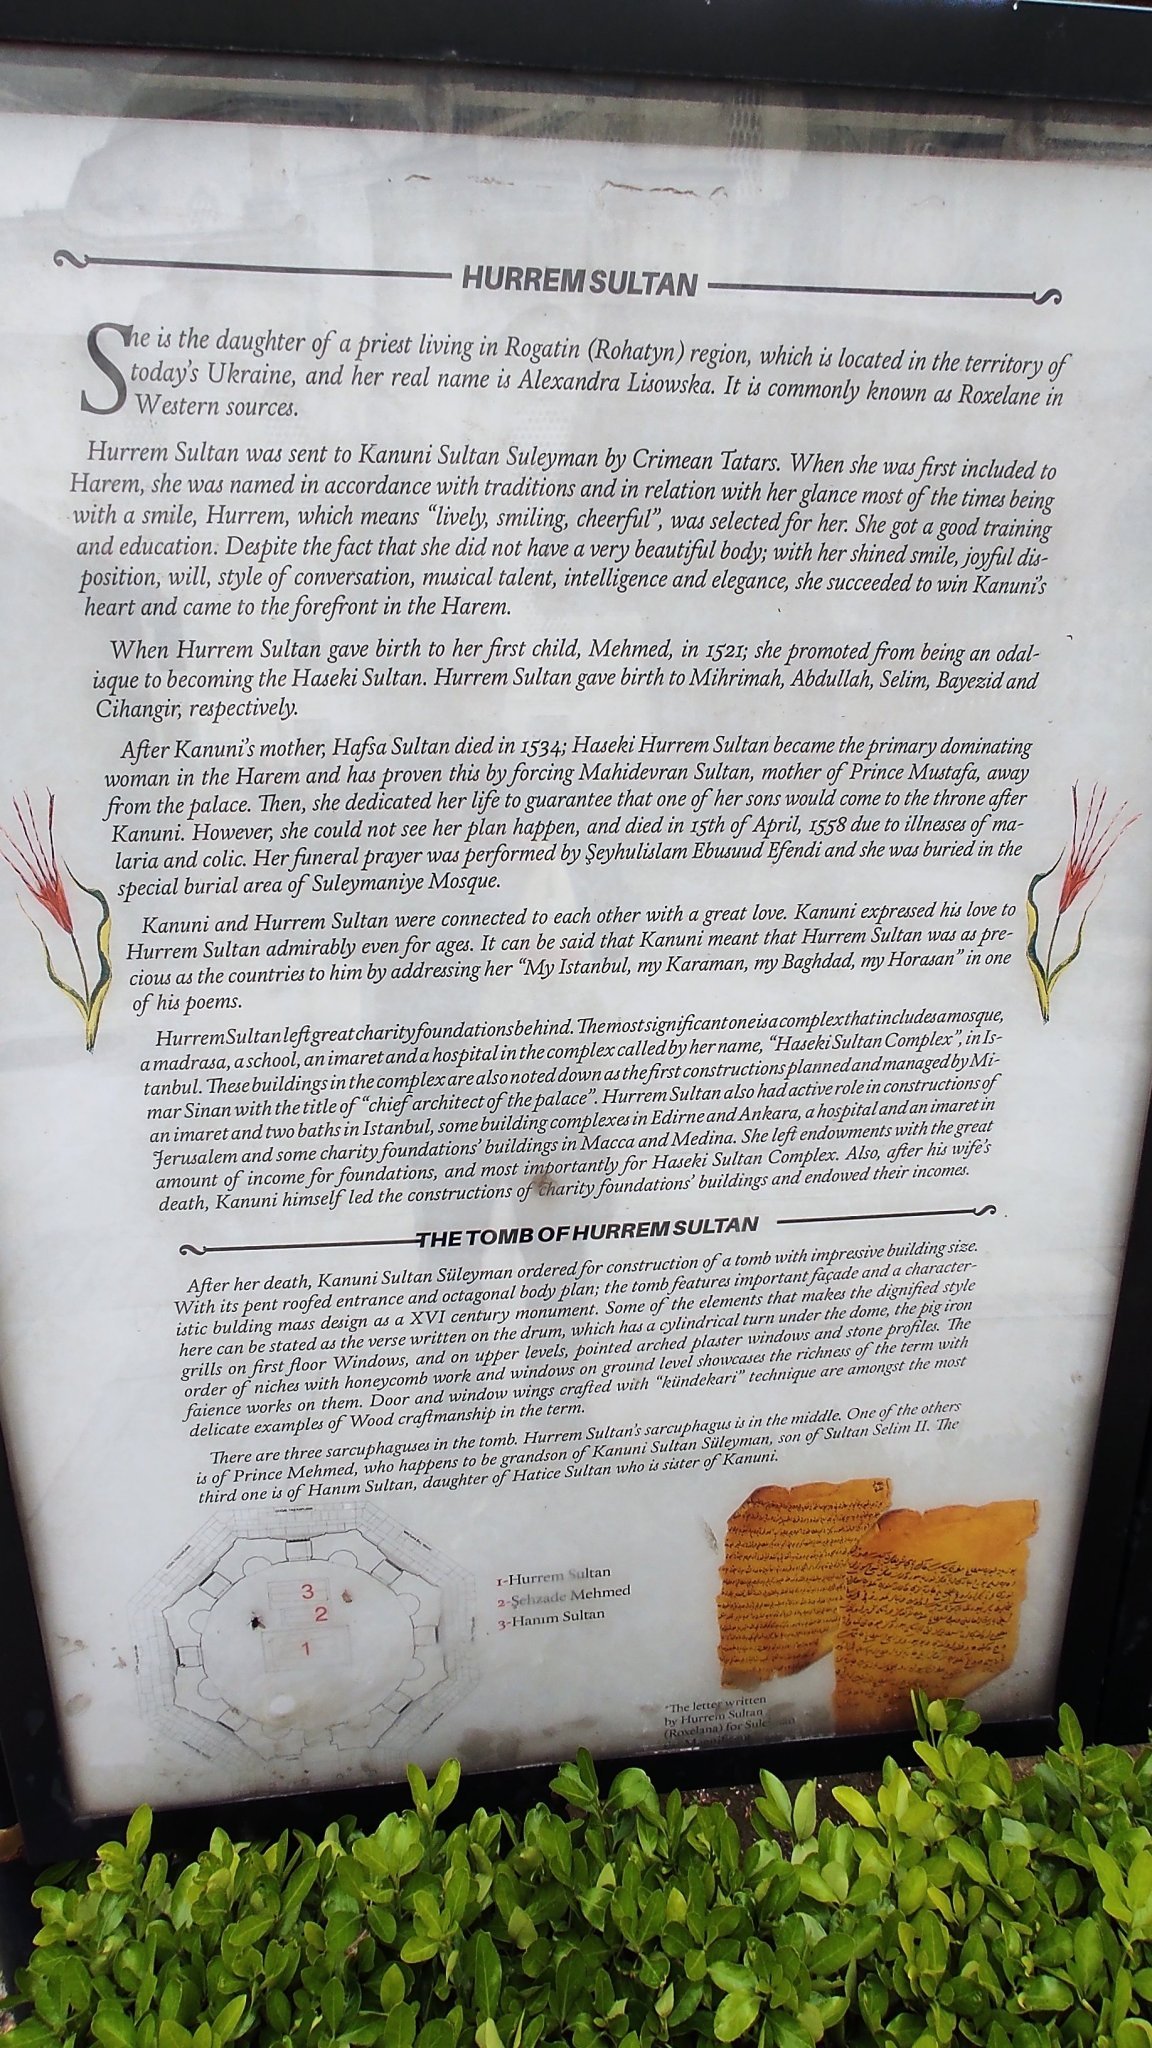 HURREM SULTAN
She is the daughter of a priest living in Rogatin (Rohatyn) region, which is located in the territory of
today's Ukraine, and her real name is Alexandra Lisowska. It is commonly known as Roxelane in
Western sources.
Hurrem Sultan was sent to Kanuni Sultan Suleyman by Crimean Tatars. When she was first included to
Harem, she was named in accordance with traditions and in relation with her glance most of the times being
with a smile, Hurrem, which means “lively, smiling, cheerful”, was selected for her. She got a good training
and education. Despite the fact that she did not have a very beautiful body; with her shined smile, joyful dis-
position, will, style of conversation, musical talent, intelligence and elegance, she succeeded to win Kanuni's
heart and came to the forefront in the Harem.
When Hurrem Sultan gave birth to her first child, Mehmed, in 1521; she promoted from being an odal-
isque to becoming the Haseki Sultan. Hurrem Sultan gave birth to Mihrimah, Abdullah, Selim, Bayezid and
Cihangir, respectively.
After Kanuni's mother, Hafsa Sultan died in 1534; Haseki Hurrem Sultan became the primary dominating
woman in the Harem and has proven this by forcing Mahidevran Sultan, mother of Prince Mustafa, away
from the palace. Then, she dedicated her life to guarantee that one of her sons would come to the throne after
Kanuni. However, she could not see her plan happen, and died in 15th of April, 1558 due to illnesses of ma-
laria and colic. Her funeral prayer was performed by Şeyhulislam Ebusuud Efendi and she was buried in the
special burial area of Suleymaniye Mosque.
Kanuni and Hurrem Sultan were connected to each other with a great love. Kanuni expressed his love to
Hurrem Sultan admirably even for ages. It can be said that Kanuni meant that Hurrem Sultan was as pre-
cious as the countries to him by addressing her “My Istanbul, my Karaman, my Baghdad, my Horasan” in one
of his poems.
Hurrem Sultan left great charity foundations behind. The most significant one is a complex that includes a mosque,
a madrasa, a school, an imaret and a hospital in the complex called by her name, “Haseki Sultan Complex”, in Is-
tanbul. These buildings in the complex are also noted down as the first constructions planned and managed by Mi-
mar Sinan with the title of “chief architect of the palace”. Hurrem Sultan also had active role in constructions of
an imaret and two baths in Istanbul, some building complexes in Edirne and Ankara, a hospital and an imaret in
Jerusalem and some charity foundations' buildings in Macca and Medina. She left endowments with the great
amount of income for foundations, and most importantly for Haseki Sultan Complex. Also, after his wife's
death, Kanuni himself led the constructions of charity foundations' buildings and endowed their incomes.
THE TOMB OF HURREM SULTAN
After her death, Kanuni Sultan Süleyman ordered for construction of a tomb with impressive building size.
With its pent roofed entrance and octagonal body plan; the tomb features important façade and a character-
istic bulding mass design as a XVI century monument. Some of the elements that makes the dignified style
here can be stated as the verse written on the drum, which has a cylindrical turn under the dome, the pig iron
grills on first floor Windows, and on upper levels, pointed arched plaster windows and stone profiles. The
order of niches with honeycomb work and windows on ground level showcases the richness of the term with
faience works on them. Door and window wings crafted with “kündekari” technique are amongst the most
delicate examples of Wood craftmanship in the term.
There are three sarcuphaguses in the tomb. Hurrem Sultan's sarcuphagus is in the middle. One of the others
is of Prince Mehmed, who happens to be grandson of Kanuni Sultan Süleyman, son of Sultan Selim II. The
third one is of Hanım Sultan, daughter of Hatice Sultan who is sister of Kanuni.
3
2
1
1-Hurrem Sultan
2-Şehzade Mehmed
3-Hanım Sultan
"The letter written
by Hurrem Sultan
(Roxelana) for